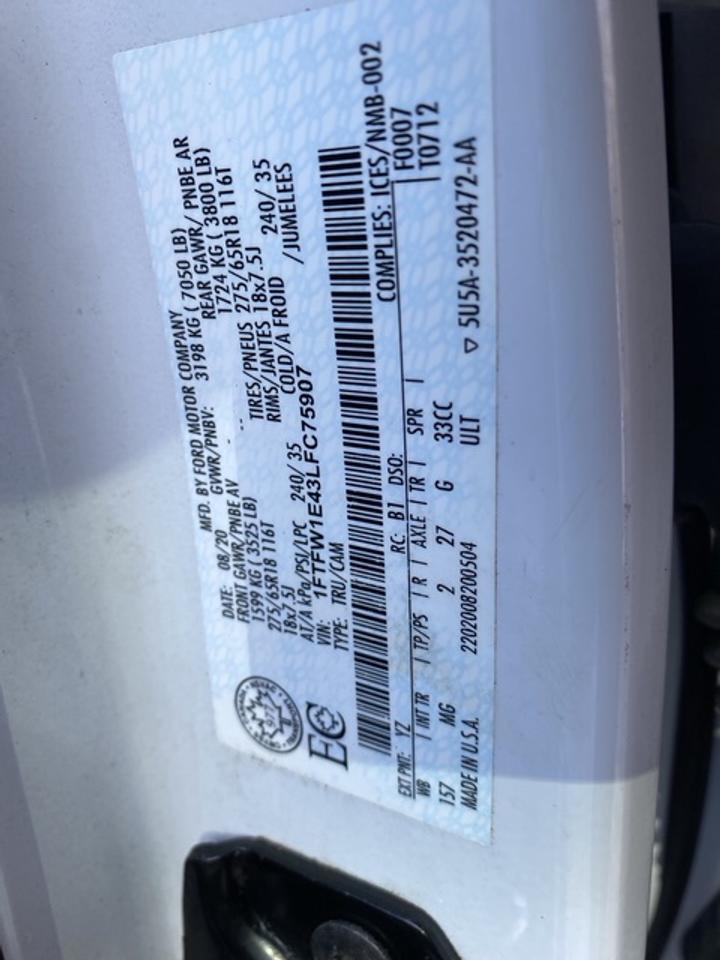 MFD. BY FORD MOTOR COMPANY
DATE: 08/20 GVWR/PNBV: 3198 KG ( 7050 LB)
FRONT GAWR/PNBE AV REAR GAWR/ PNBE AR
1599 KG ( 3525 LB) 1724 KG ( 3800 LB)
275/65R18 116T TIRES/PNEUS 275/65R18 116T
18x7.5J RIMS/JANTES 18x7.5J
AT/A kPa/PSI/LPC 240/ 35 COLD/A FROID 240/ 35
VIN: 1FTFW1E43LFC75907 /JUMELEES
TYPE: TRU/CAM
EC
COMPLIES: ICES/NMB-002
EXT PNT: YZ RC: B1 DSO: F0007
WB | INT TR | TP/PS | R | AXLE | TR | SPR | T0712
157 MG 2 27 G 33CC
MADE IN U.S.A. 2202008200504 ULT ▽ 5U5A-3520472-AA